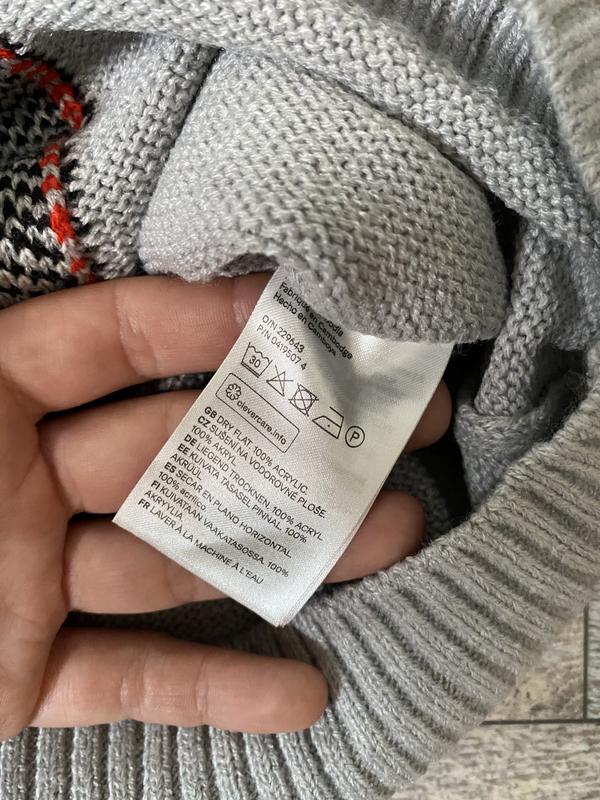 Fabriqué
Cambodge
Hecho en Camboya
O/N 229643
P/N 0419507.4
30
P
clevercare.info
GB DRY FLAT. 100% ACRYLIC.
CZ SUŠENÍ NA VODOROVNÉ PLOŠE.
100% AKRYL
DE LIEGEND TROCKNEN. 100% ACRYL
EE KUIVATA TASASEL PINNAL. 100%
AKRÜÜL
ES SECAR EN PLANO HORIZONTAL.
100% acrílico
FI KUIVATAAN VAAKATASOSSA. 100%
AKRYYLIA
FR LAVER À LA MACHINE À L'EAU